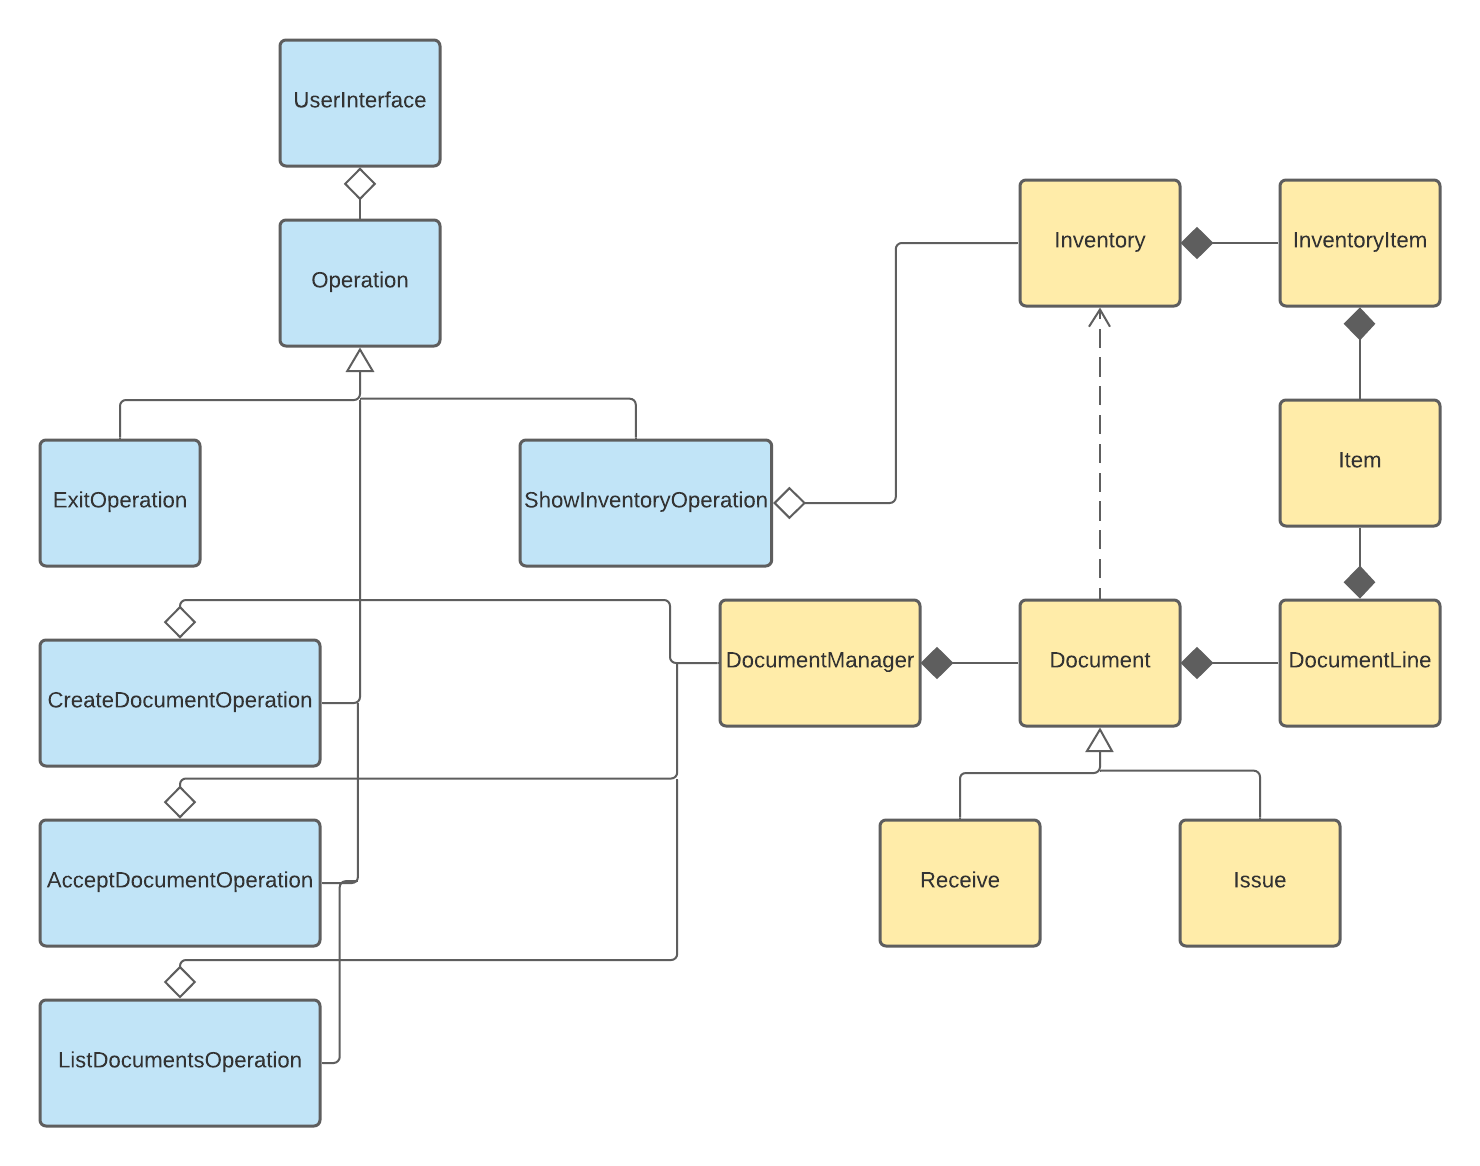 UserInterface
Operation
Inventory
InventoryItem
ExitOperation
ShowInventoryOperation
Item
CreateDocumentOperation
DocumentManager
Document
DocumentLine
AcceptDocumentOperation
Receive
Issue
ListDocumentsOperation